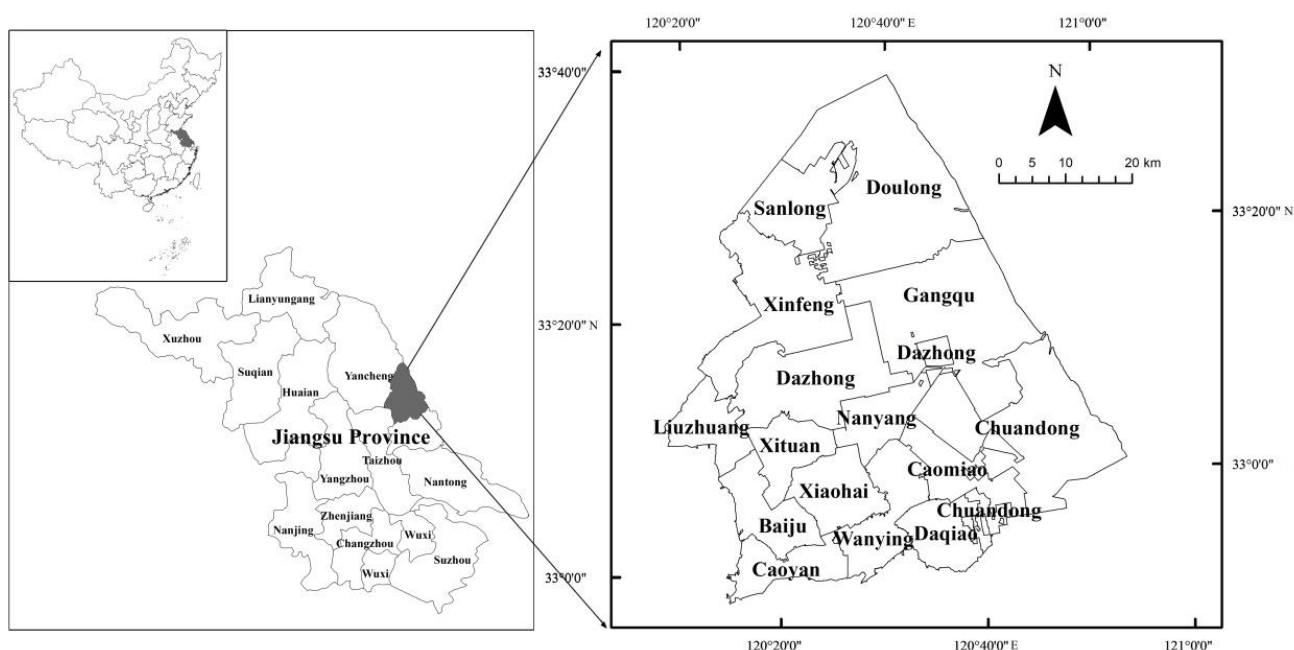 120°20'0"
120°40'0" E
121°0'0"
33°40'0"
N
0 5 10 20 km
Doulong
Sanlong
33°20'0" N
Lianyungang
Gangqu
Xinfeng
33°20'0" N
Xuzhou
Dazhong
Suqian
Yancheng
Dazhong
Huaian
Nanyang
Liuzhuang
Chuandong
Jiangsu Province
Xituan
Taizhou
33°0'0"
Caomiao
Yangzhou
Nantong
Xiaohai
Chuandong
Zhenjiang
Baiju
Nanjing
Wuxi
Daqiao
Wanying
Changzhou
Suzhou
Caoyan
Wuxi
33°0'0"
120°20'0"
120°40'0" E
121°0'0"